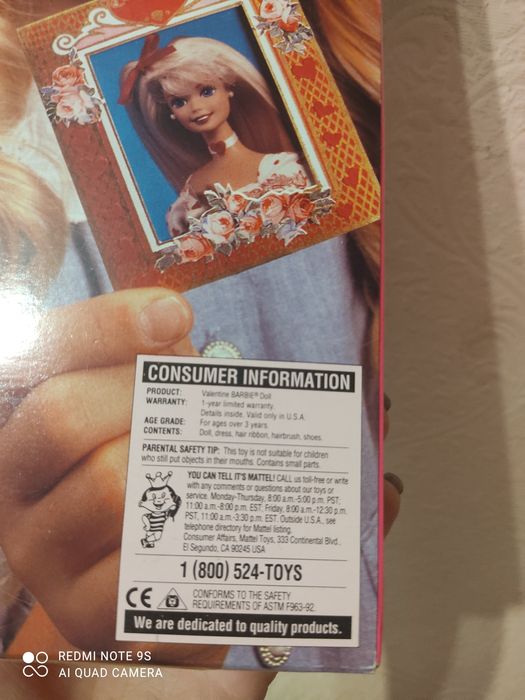 CONSUMER INFORMATION
PRODUCT: Valentine BARBIE® Doll
WARRANTY: 1-year limited warranty.
Details inside. Valid only in U.S.A.
AGE GRADE: For ages over 3 years.
CONTENTS: Doll, dress, hair ribbon, hairbrush, shoes.
PARENTAL SAFETY TIP: This toy is not suitable for children
who still put objects in their mouths. Contains small parts.
YOU CAN TELL IT'S MATTEL! CALL us toll-free or write
with any comments or questions about our toys or
service. Monday-Thursday, 8:00 a.m.-5:00 p.m. PST;
11:00 a.m.-8:00 p.m. EST; Friday, 8:00 a.m.-12:30 p.m.
PST, 11:00 a.m.-3:30 p.m. EST. Outside U.S.A., see
telephone directory for Mattel listing.
Consumer Affairs, Mattel Toys, 333 Continental Blvd.,
El Segundo, CA 90245 USA
1 (800) 524-TOYS
CE CONFORMS TO THE SAFETY
REQUIREMENTS OF ASTM F963-92.
We are dedicated to quality products.
REDMI NOTE 9S
AI QUAD CAMERA